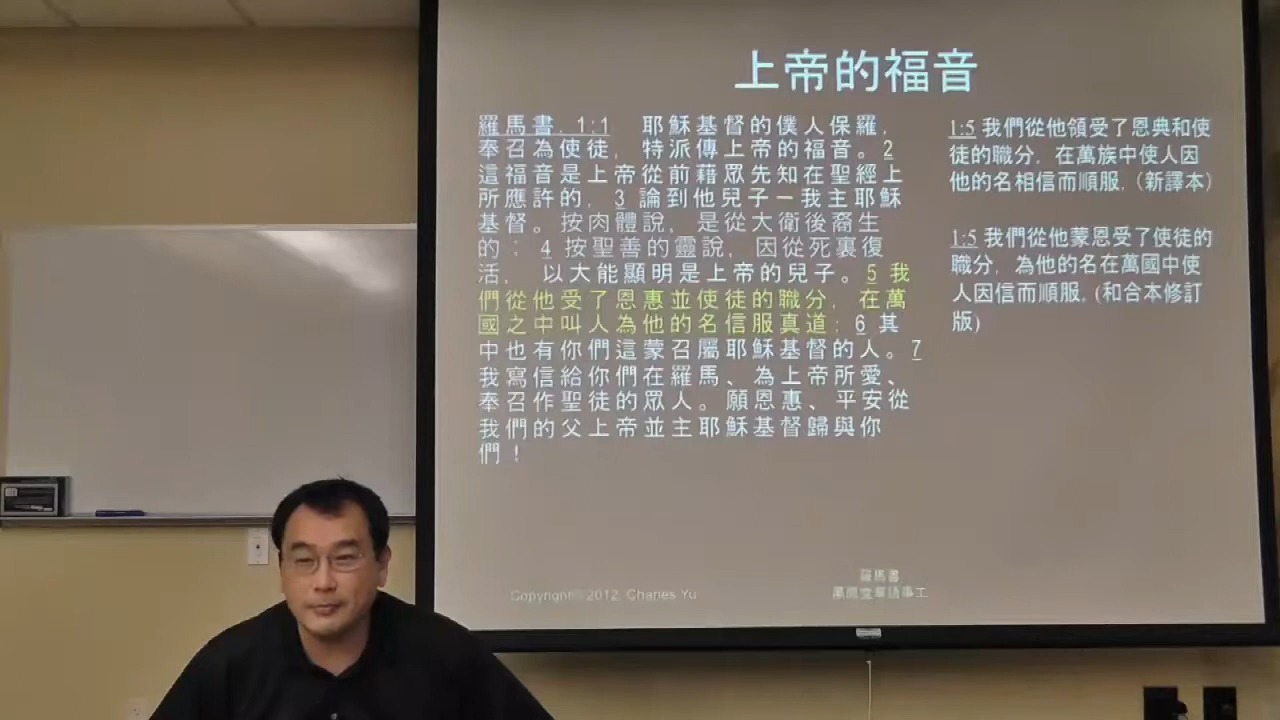 上帝的福音
羅馬書. 1:1 耶穌基督的僕人保羅，
奉召為使徒，特派傳上帝的福音。2
這福音是上帝從前藉眾先知在聖經上
所應許的，3 論到他兒子－我主耶穌
基督。按肉體說，是從大衛後裔生
的；4 按聖善的靈說，因從死裏復
活， 以大能顯明是上帝的兒子。5 我
們從他受了恩惠並使徒的職分，在萬
國之中叫人為他的名信服真道；6 其
中也有你們這蒙召屬耶穌基督的人。7
我寫信給你們在羅馬、為上帝所愛、
奉召作聖徒的眾人。願恩惠、平安從
我們的父上帝並主耶穌基督歸與你
們！
1:5 我們從他領受了恩典和使
徒的職分，在萬族中使人因
他的名相信而順服，（新譯本）
1:5 我們從他蒙恩受了使徒的
職分，為他的名在萬國中使
人因信而順服，(和合本修訂
版)
Copyright© 2012, Charles Yu
羅馬書